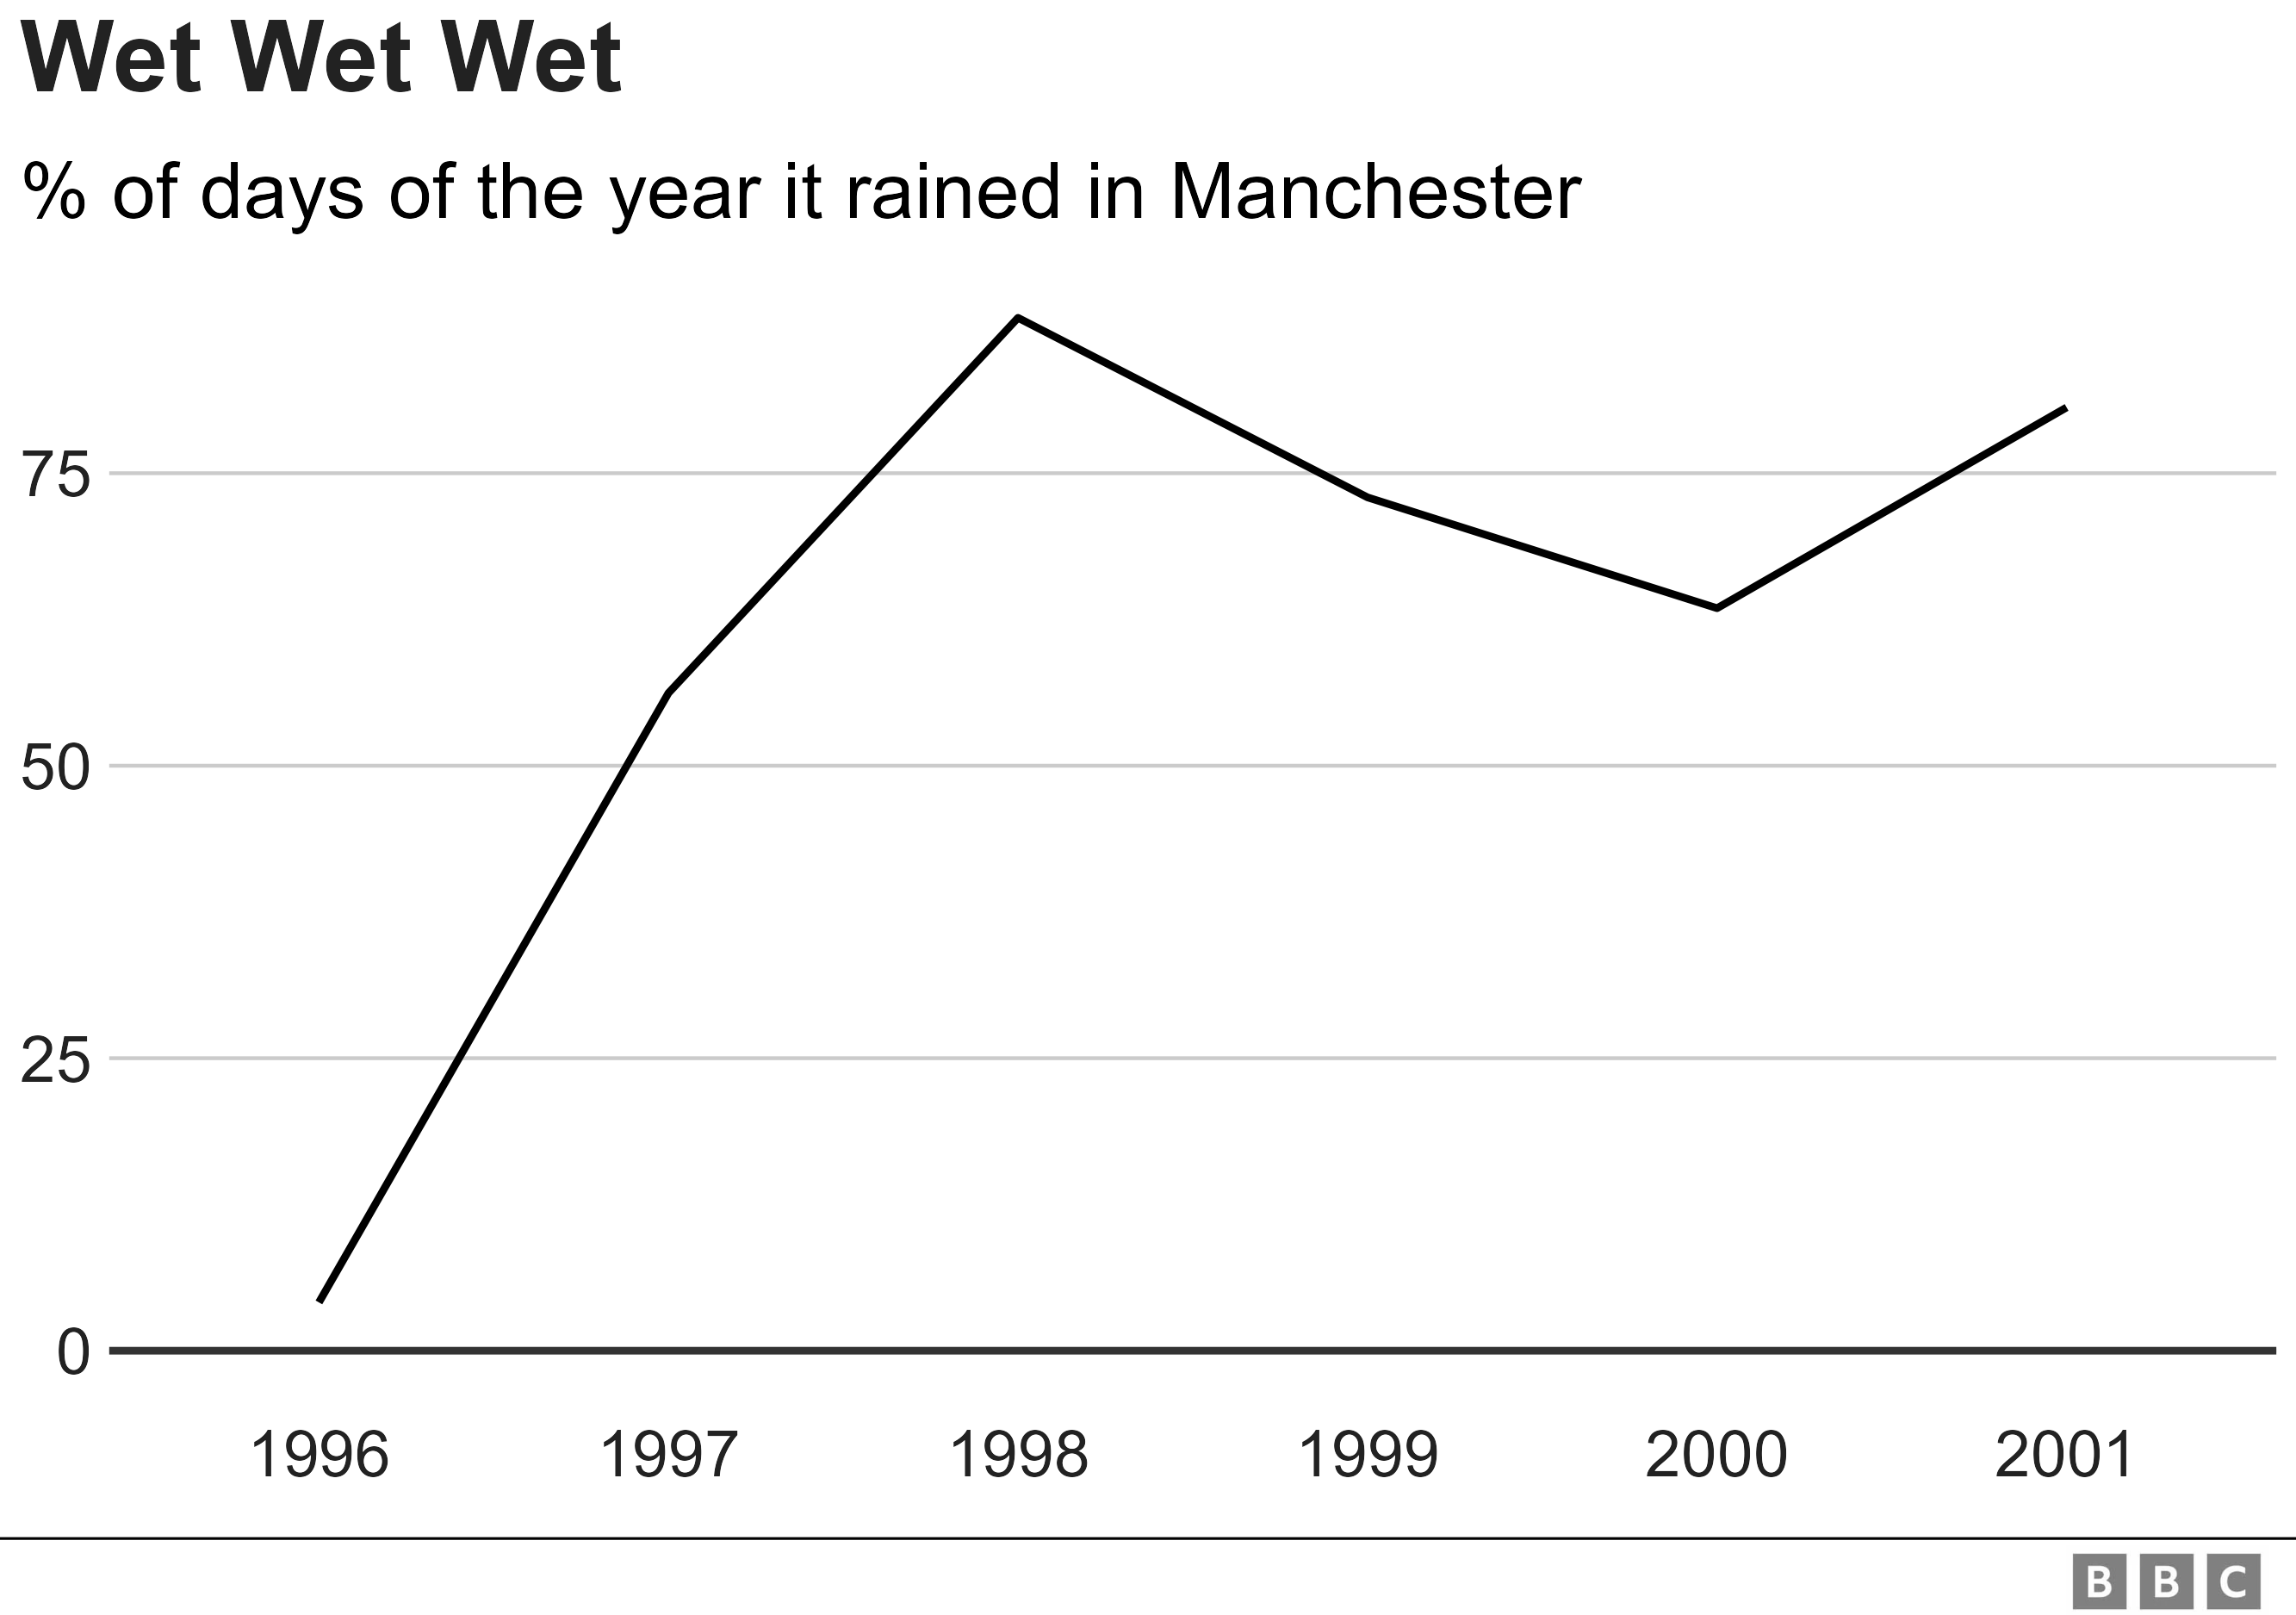 Wet Wet Wet
% of days of the year it rained in Manchester
75
50
25
0
1996 1997 1998 1999 2000 2001
BBC